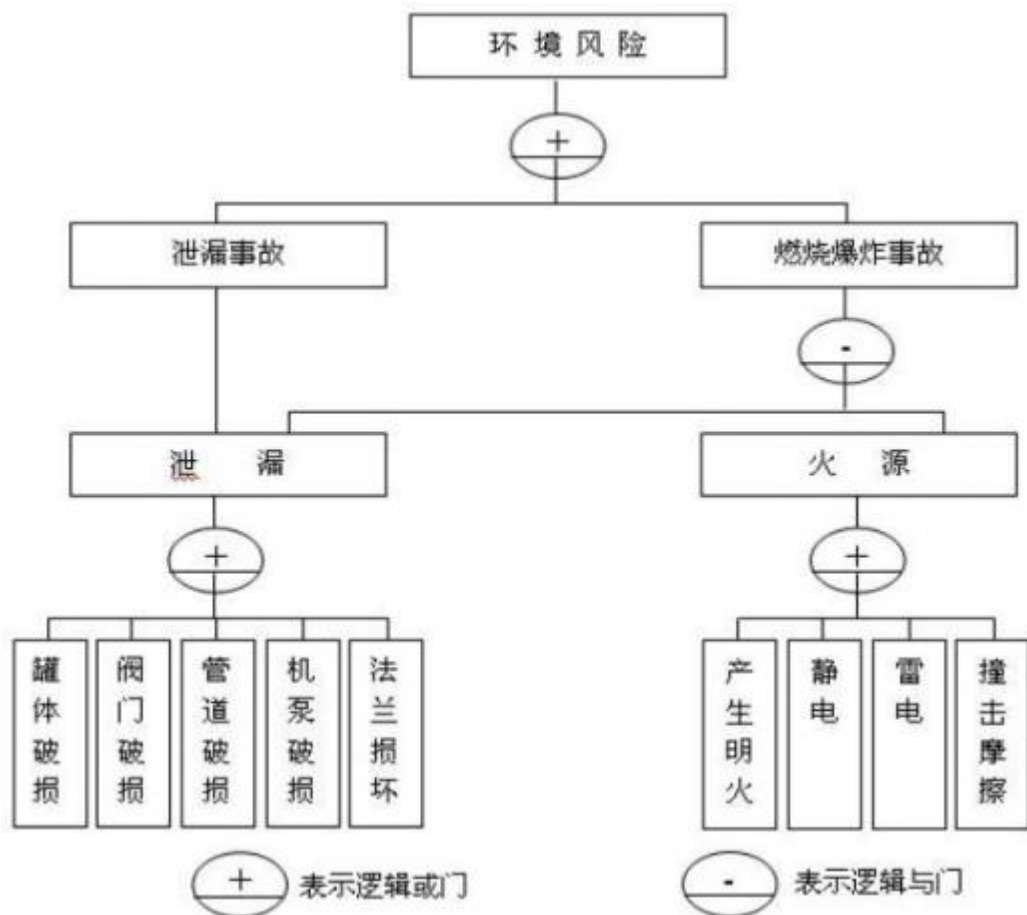 环境风险
+
泄漏事故
燃烧爆炸事故
-
泄 漏
火 源
+
+
罐体破损
阀门破损
管道破损
机泵破损
法兰损坏
产生明火
静电
雷电
撞击摩擦
+ 表示逻辑或门
- 表示逻辑与门